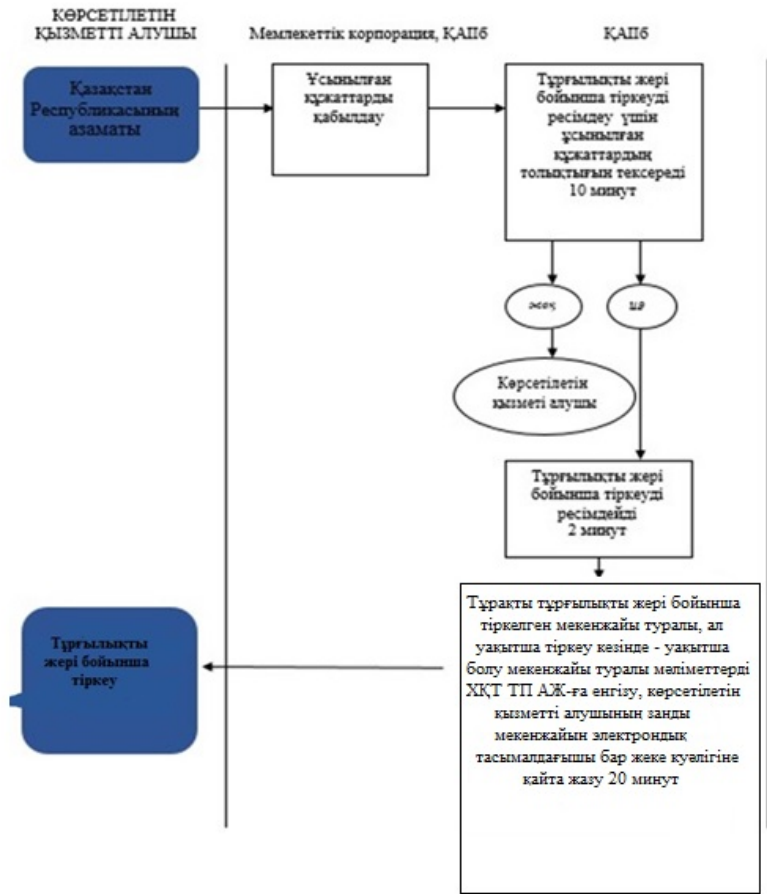 КӨРСЕТІЛЕТІН
ҚЫЗМЕТТІ АЛУШЫ
Мемлекеттік корпорация, ҚАПб
ҚАПб
Қазақстан
Республикасының
азаматы
Ұсынылған
құжаттарды
қабылдау
Тұрғылықты жері
бойынша тіркеуді
ресімдеу үшін
ұсынылған
құжаттардың
толықтығын тексереді
10 минут
жоқ
иә
Көрсетілетін
қызметі алушы
Тұрғылықты жері
бойынша тіркеуді
ресімдейді
2 минут
Тұрақты тұрғылықты жері бойынша
тіркелген мекенжайы туралы, ал
уақытша тіркеу кезінде - уақытша
болу мекенжайы туралы мәліметтерді
ХҚТ ТП АЖ-ға енгізу, көрсетілетін
қызметті алушының занды
мекенжайын электрондық
тасымалдағышы бар жеке куәлігіне
қайта жазу 20 минут
Тұрғылықты
жері бойынша
тіркеу